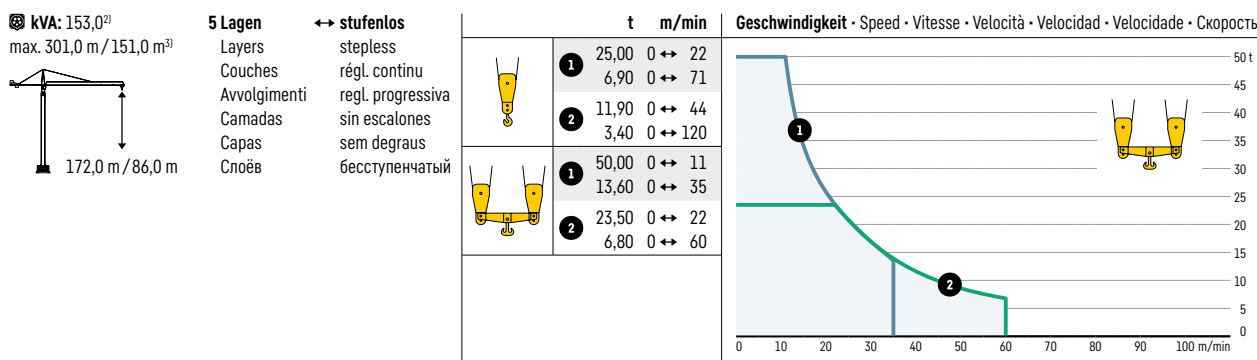 kVA: 153,0²⁾
max. 301,0 m / 151,0 m³⁾
172,0 m / 86,0 m
5 Lagen ↔ stufenlos
Layers stepless
Couches régl. continu
Avvolgimenti regl. progressiva
Camadas sin escalones
Capas sem degraus
Слоёв бесступенчатый
t m/min
1 25,00 0 ↔ 22
6,90 0 ↔ 71
2 11,90 0 ↔ 44
3,40 0 ↔ 120
1 50,00 0 ↔ 11
13,60 0 ↔ 35
2 23,50 0 ↔ 22
6,80 0 ↔ 60
Geschwindigkeit · Speed · Vitesse · Velocità · Velocidad · Velocidade · Скорость
50 t
45
40
35
30
25
20
15
10
5
0
1
2
0 10 20 30 40 50 60 70 80 90 100 m/min